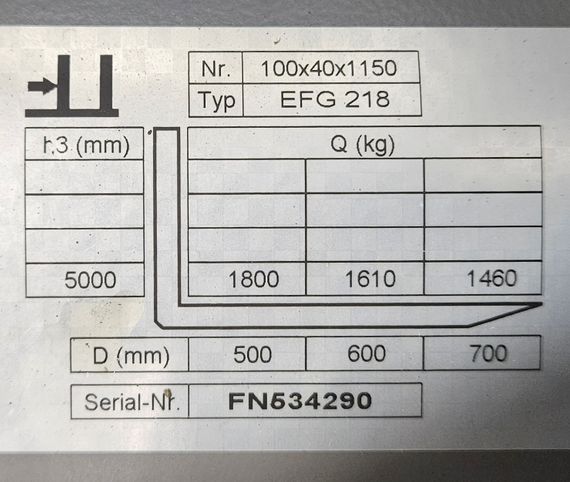 Nr. 100x40x1150
Typ EFG 218
h3 (mm) Q (kg)
5000 1800 1610 1460
D (mm) 500 600 700
Serial-Nr. FN534290